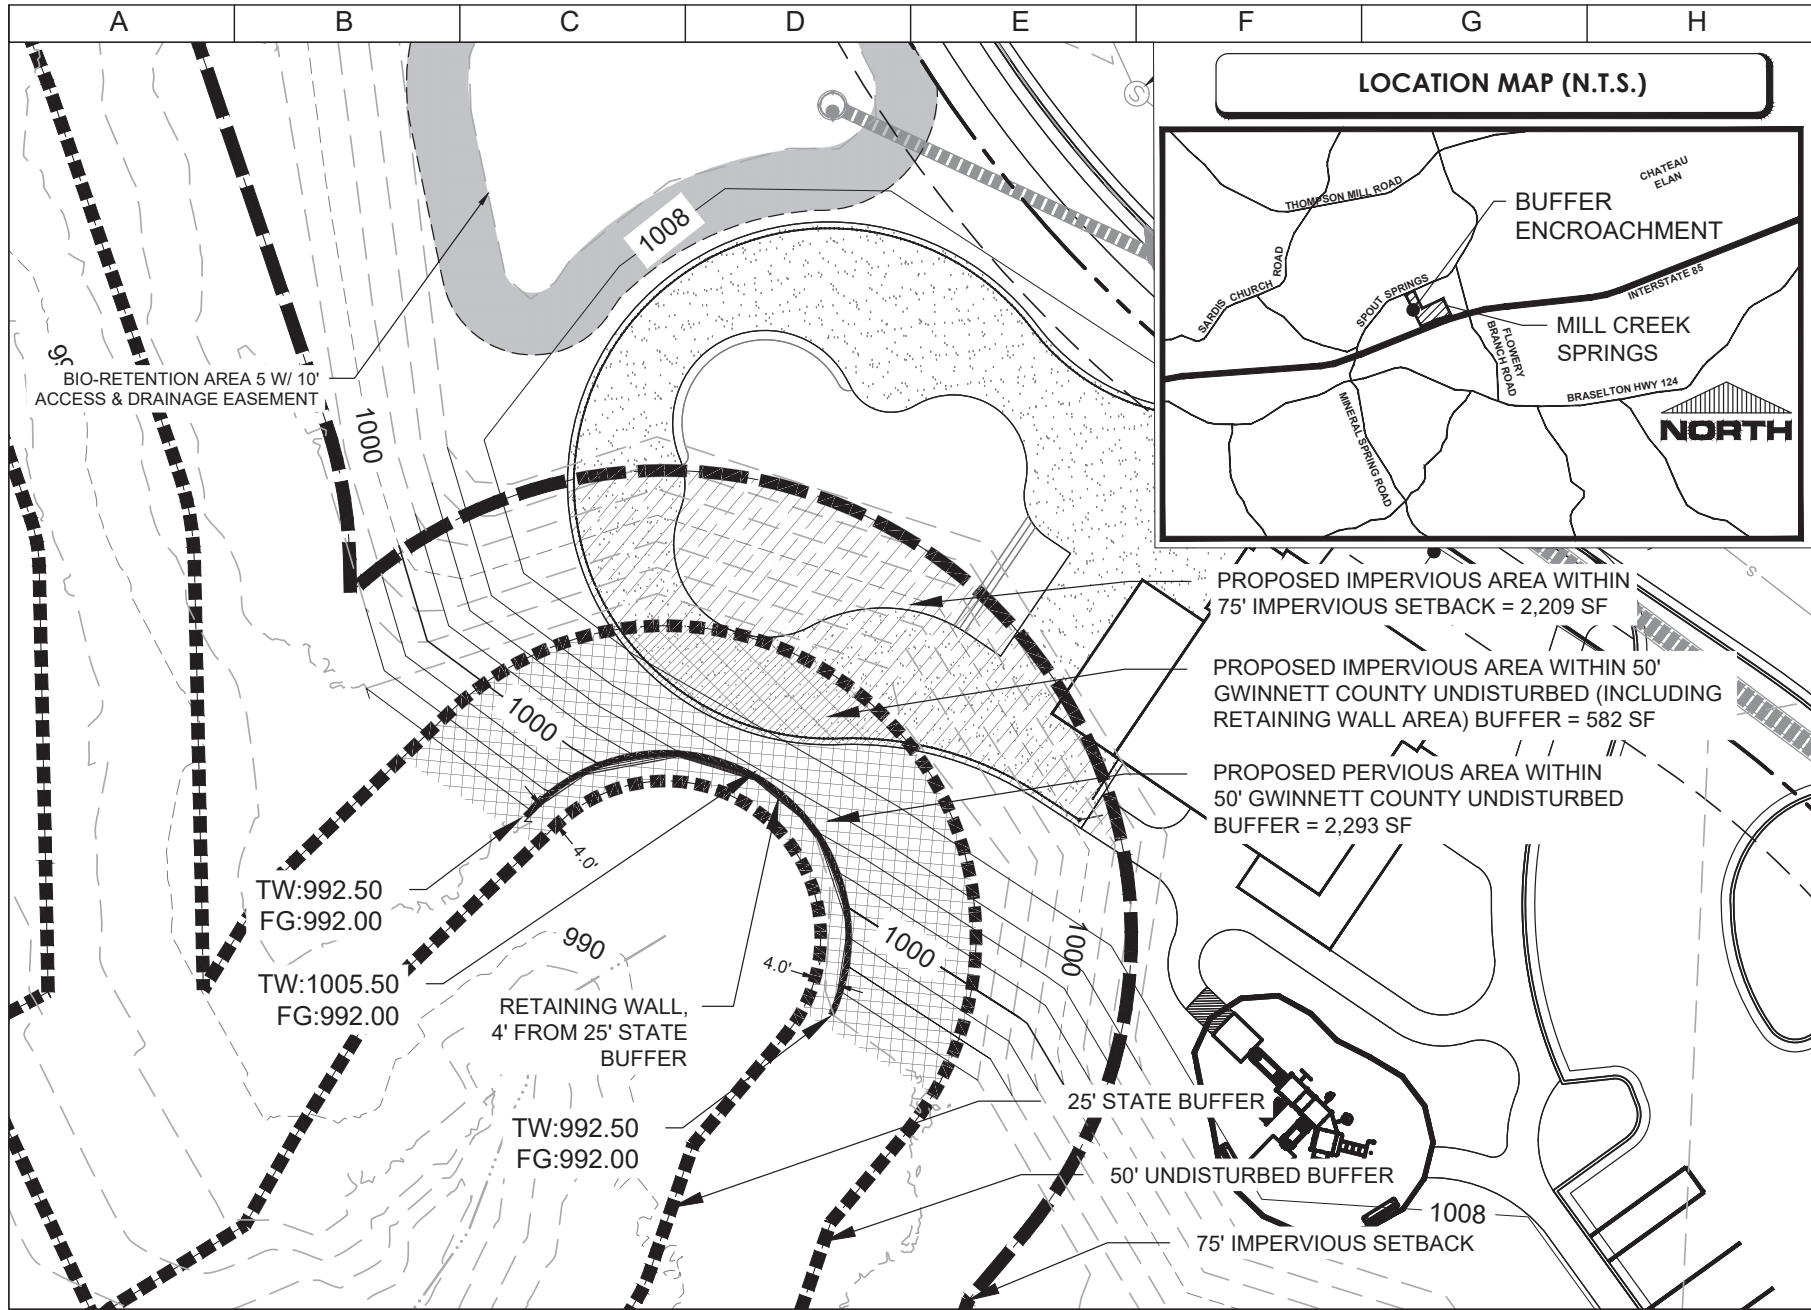 A B C D E F G H
LOCATION MAP (N.T.S.)
CHATEAU
ELAN
THOMPSON MILL ROAD
BUFFER
ENCROACHMENT
SARDIS CHURCH ROAD
SPOUT SPRINGS
INTERSTATE 85
MILL CREEK
SPRINGS
FLOWERY
BRANCH ROAD
BRASELTON HWY 124
MINERAL SPRING ROAD
NORTH
S
1008
BIO-RETENTION AREA 5 W/ 10'
ACCESS & DRAINAGE EASEMENT
1000
S
PROPOSED IMPERVIOUS AREA WITHIN
75' IMPERVIOUS SETBACK = 2,209 SF
PROPOSED IMPERVIOUS AREA WITHIN 50'
GWINNETT COUNTY UNDISTURBED (INCLUDING
RETAINING WALL AREA) BUFFER = 582 SF
PROPOSED PERVIOUS AREA WITHIN
50' GWINNETT COUNTY UNDISTURBED
BUFFER = 2,293 SF
1000
4.0'
TW:992.50
FG:992.00
990
1000
1000
4.0'
TW:1005.50
FG:992.00
RETAINING WALL,
4' FROM 25' STATE
BUFFER
TW:992.50
FG:992.00
25' STATE BUFFER
50' UNDISTURBED BUFFER
1008
75' IMPERVIOUS SETBACK